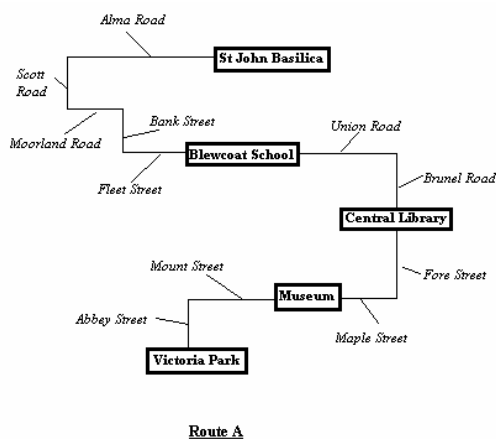 Alma Road
St John Basilica
Scott
Road
Bank Street
Moorland Road
Union Road
Blewcoat School
Fleet Street
Brunel Road
Central Library
Mount Street
Fore Street
Museum
Abbey Street
Maple Street
Victoria Park
Route A